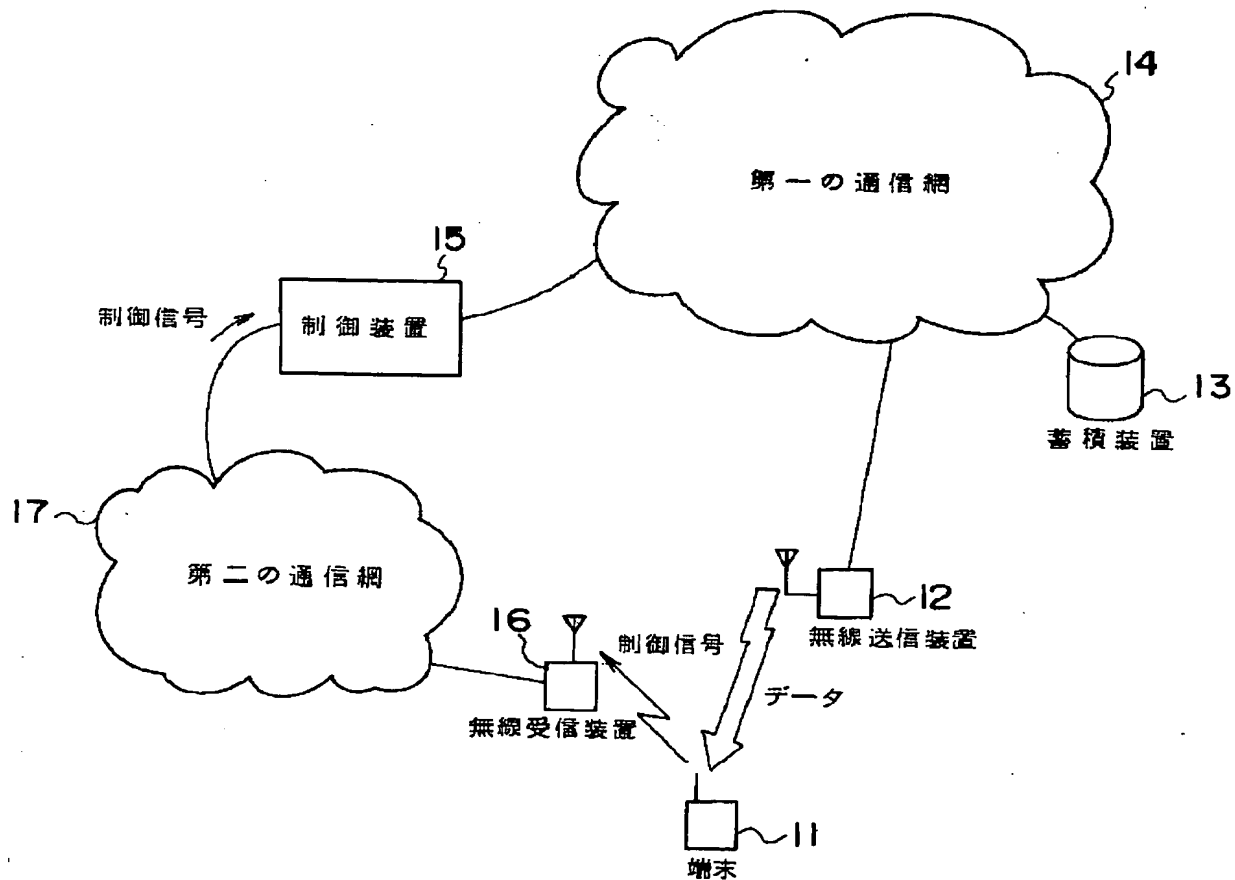 14
第一の通信網
15
制御信号
制御装置
13
蓄積装置
17
第二の通信網
12
無線送信装置
16
制御信号
データ
無線受信装置
11
端末